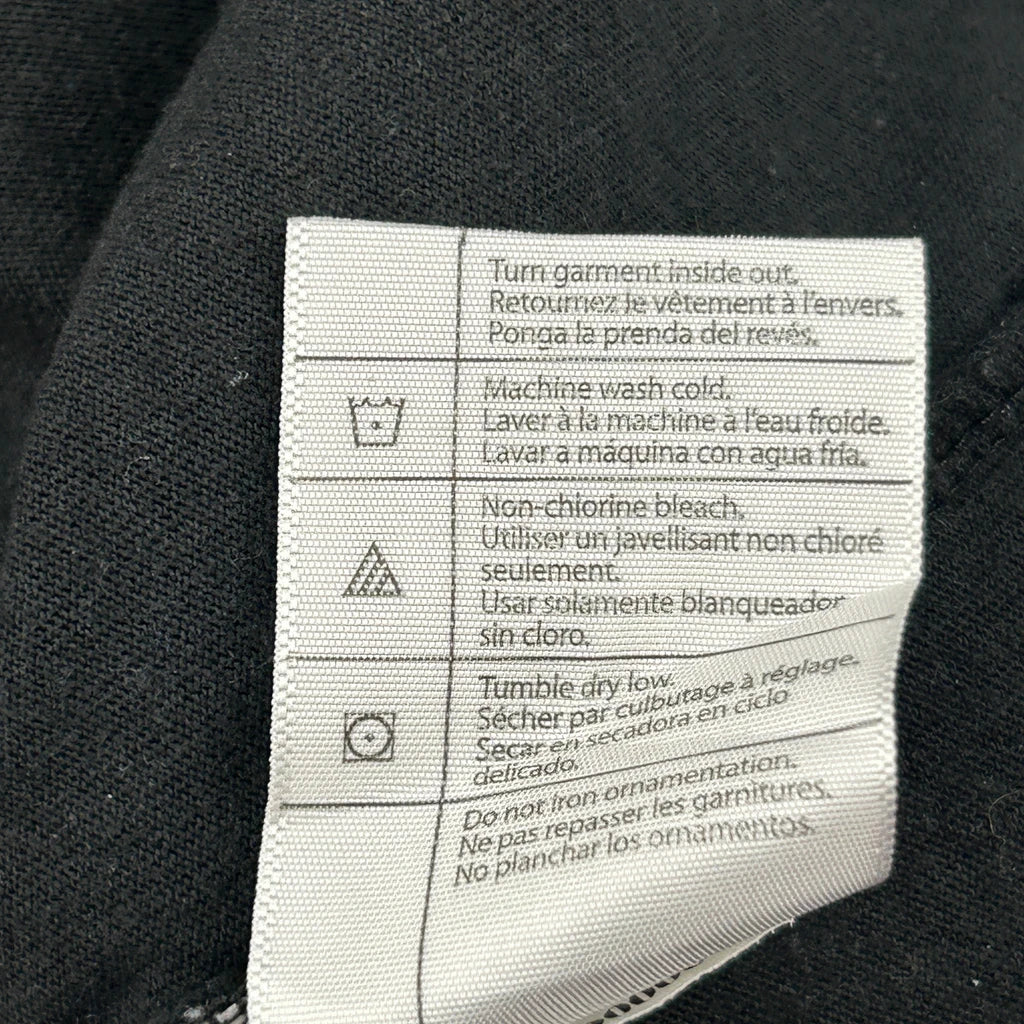 Turn garment inside out.
Retournez le vêtement à l'envers.
Ponga la prenda del revés.
Machine wash cold.
Laver à la machine à l'eau froide.
Lavar a máquina con agua fría.
Non-chlorine bleach.
Utiliser un javellisant non chloré
seulement.
Usar solamente blanqueador
sin cloro.
Tumble dry low.
Sécher par culbutage à réglage.
Secar en secadora en ciclo
delicado.
Do not iron ornamentation.
Ne pas repasser les garnitures.
No planchar los ornamentos.